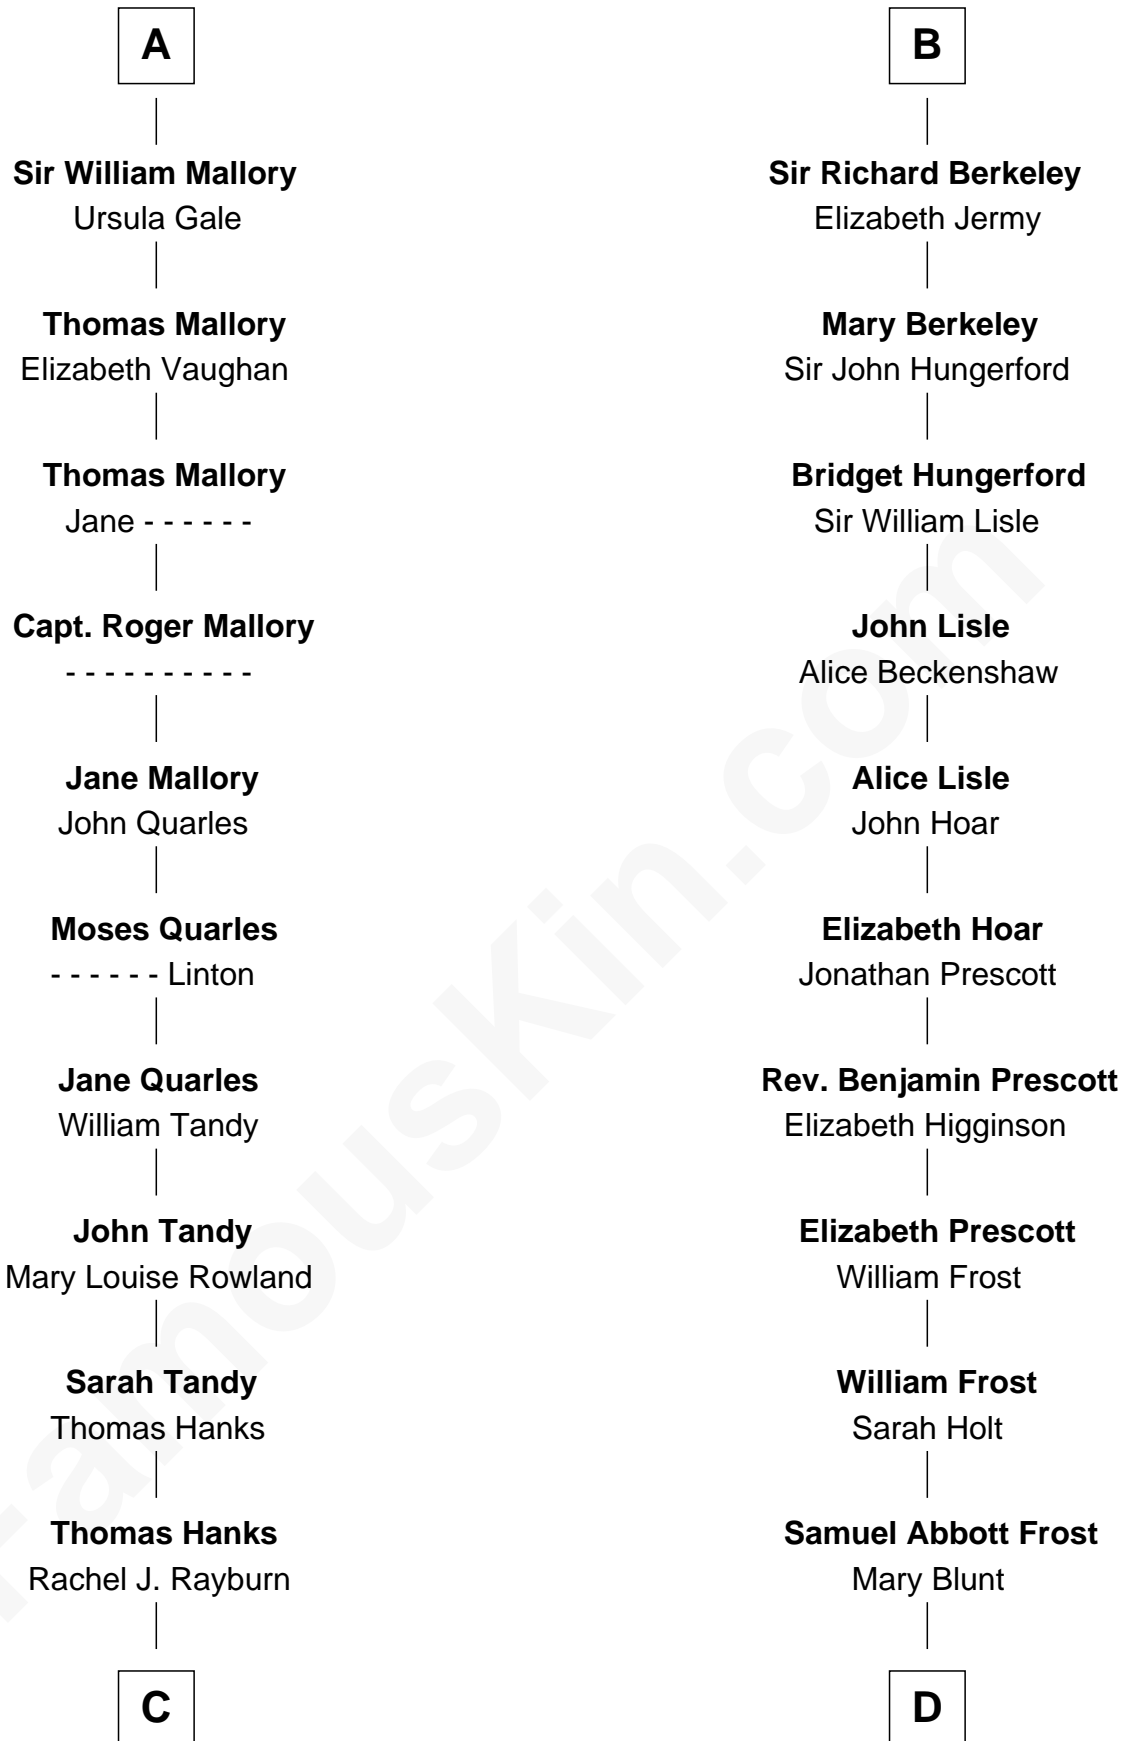 A
Sir William Mallory
Ursula Gale
Thomas Mallory
Elizabeth Vaughan
Thomas Mallory
Jane - - - - - -
Capt. Roger Mallory
- - - - - - - - - -
Jane Mallory
John Quarles
Moses Quarles
- - - - - - Linton
Jane Quarles
William Tandy
John Tandy
Mary Louise Rowland
Sarah Tandy
Thomas Hanks
Thomas Hanks
Rachel J. Rayburn
C
B
Sir Richard Berkeley
Elizabeth Jermy
Mary Berkeley
Sir John Hungerford
Bridget Hungerford
Sir William Lisle
John Lisle
Alice Beckenshaw
Alice Lisle
John Hoar
Elizabeth Hoar
Jonathan Prescott
Rev. Benjamin Prescott
Elizabeth Higginson
Elizabeth Prescott
William Frost
William Frost
Sarah Holt
Samuel Abbott Frost
Mary Blunt
D
FamousKin.com